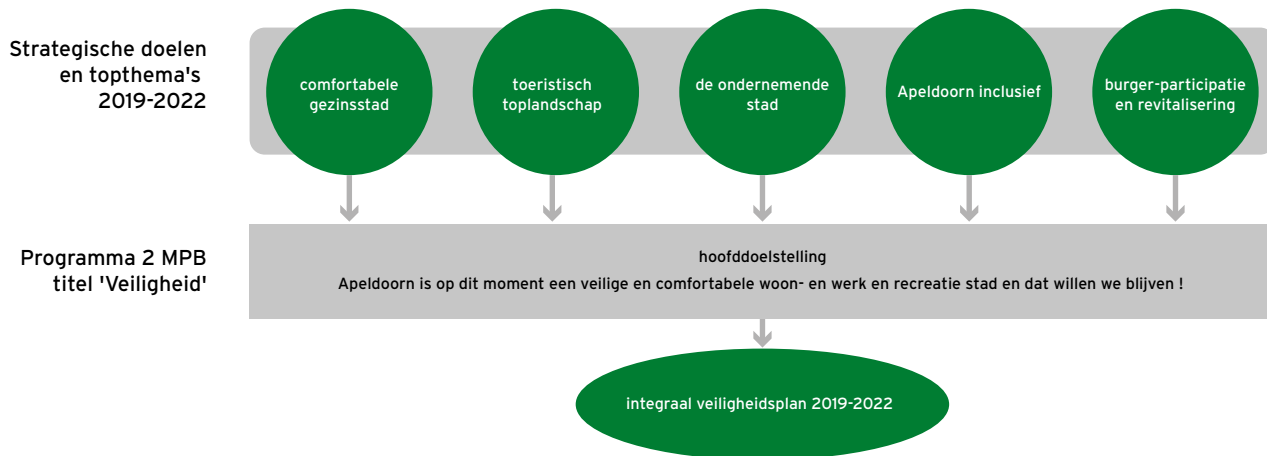 Strategische doelen
en topthema's
2019-2022
comfortabele
gezinsstad
toeristisch
toplandschap
de ondernemende
stad
Apeldoorn inclusief
burger-participatie
en revitalisering
Programma 2 MPB
titel 'Veiligheid'
hoofddoelstelling
Apeldoorn is op dit moment een veilige en comfortabele woon- en werk en recreatie stad en dat willen we blijven !
integraal veiligheidsplan 2019-2022